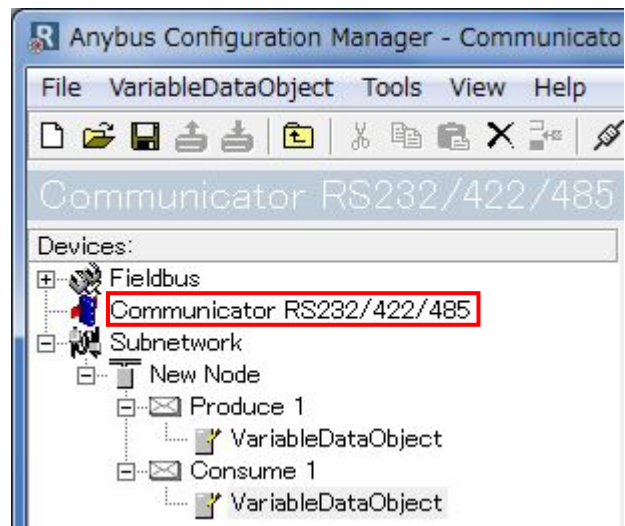 Anybus Configuration Manager - Communicato
File VariableDataObject Tools View Help
Communicator RS232/422/485
Devices:
Fieldbus
Communicator RS232/422/485
Subnetwork
New Node
Produce 1
VariableDataObject
Consume 1
VariableDataObject